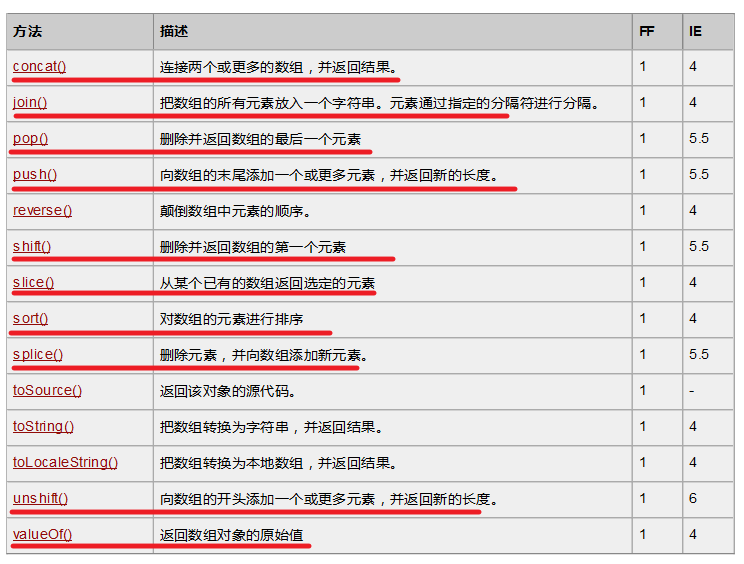 方法 描述 FF IE
concat() 连接两个或更多的数组，并返回结果。 1 4
join() 把数组的所有元素放入一个字符串。元素通过指定的分隔符进行分隔。 1 4
pop() 删除并返回数组的最后一个元素 1 5.5
push() 向数组的末尾添加一个或更多元素，并返回新的长度。 1 5.5
reverse() 颠倒数组中元素的顺序。 1 4
shift() 删除并返回数组的第一个元素 1 5.5
slice() 从某个已有的数组返回选定的元素 1 4
sort() 对数组的元素进行排序 1 4
splice() 删除元素，并向数组添加新元素。 1 5.5
toSource() 返回该对象的源代码。 1 -
toString() 把数组转换为字符串，并返回结果。 1 4
toLocaleString() 把数组转换为本地数组，并返回结果。 1 4
unshift() 向数组的开头添加一个或更多元素，并返回新的长度。 1 6
valueOf() 返回数组对象的原始值 1 4